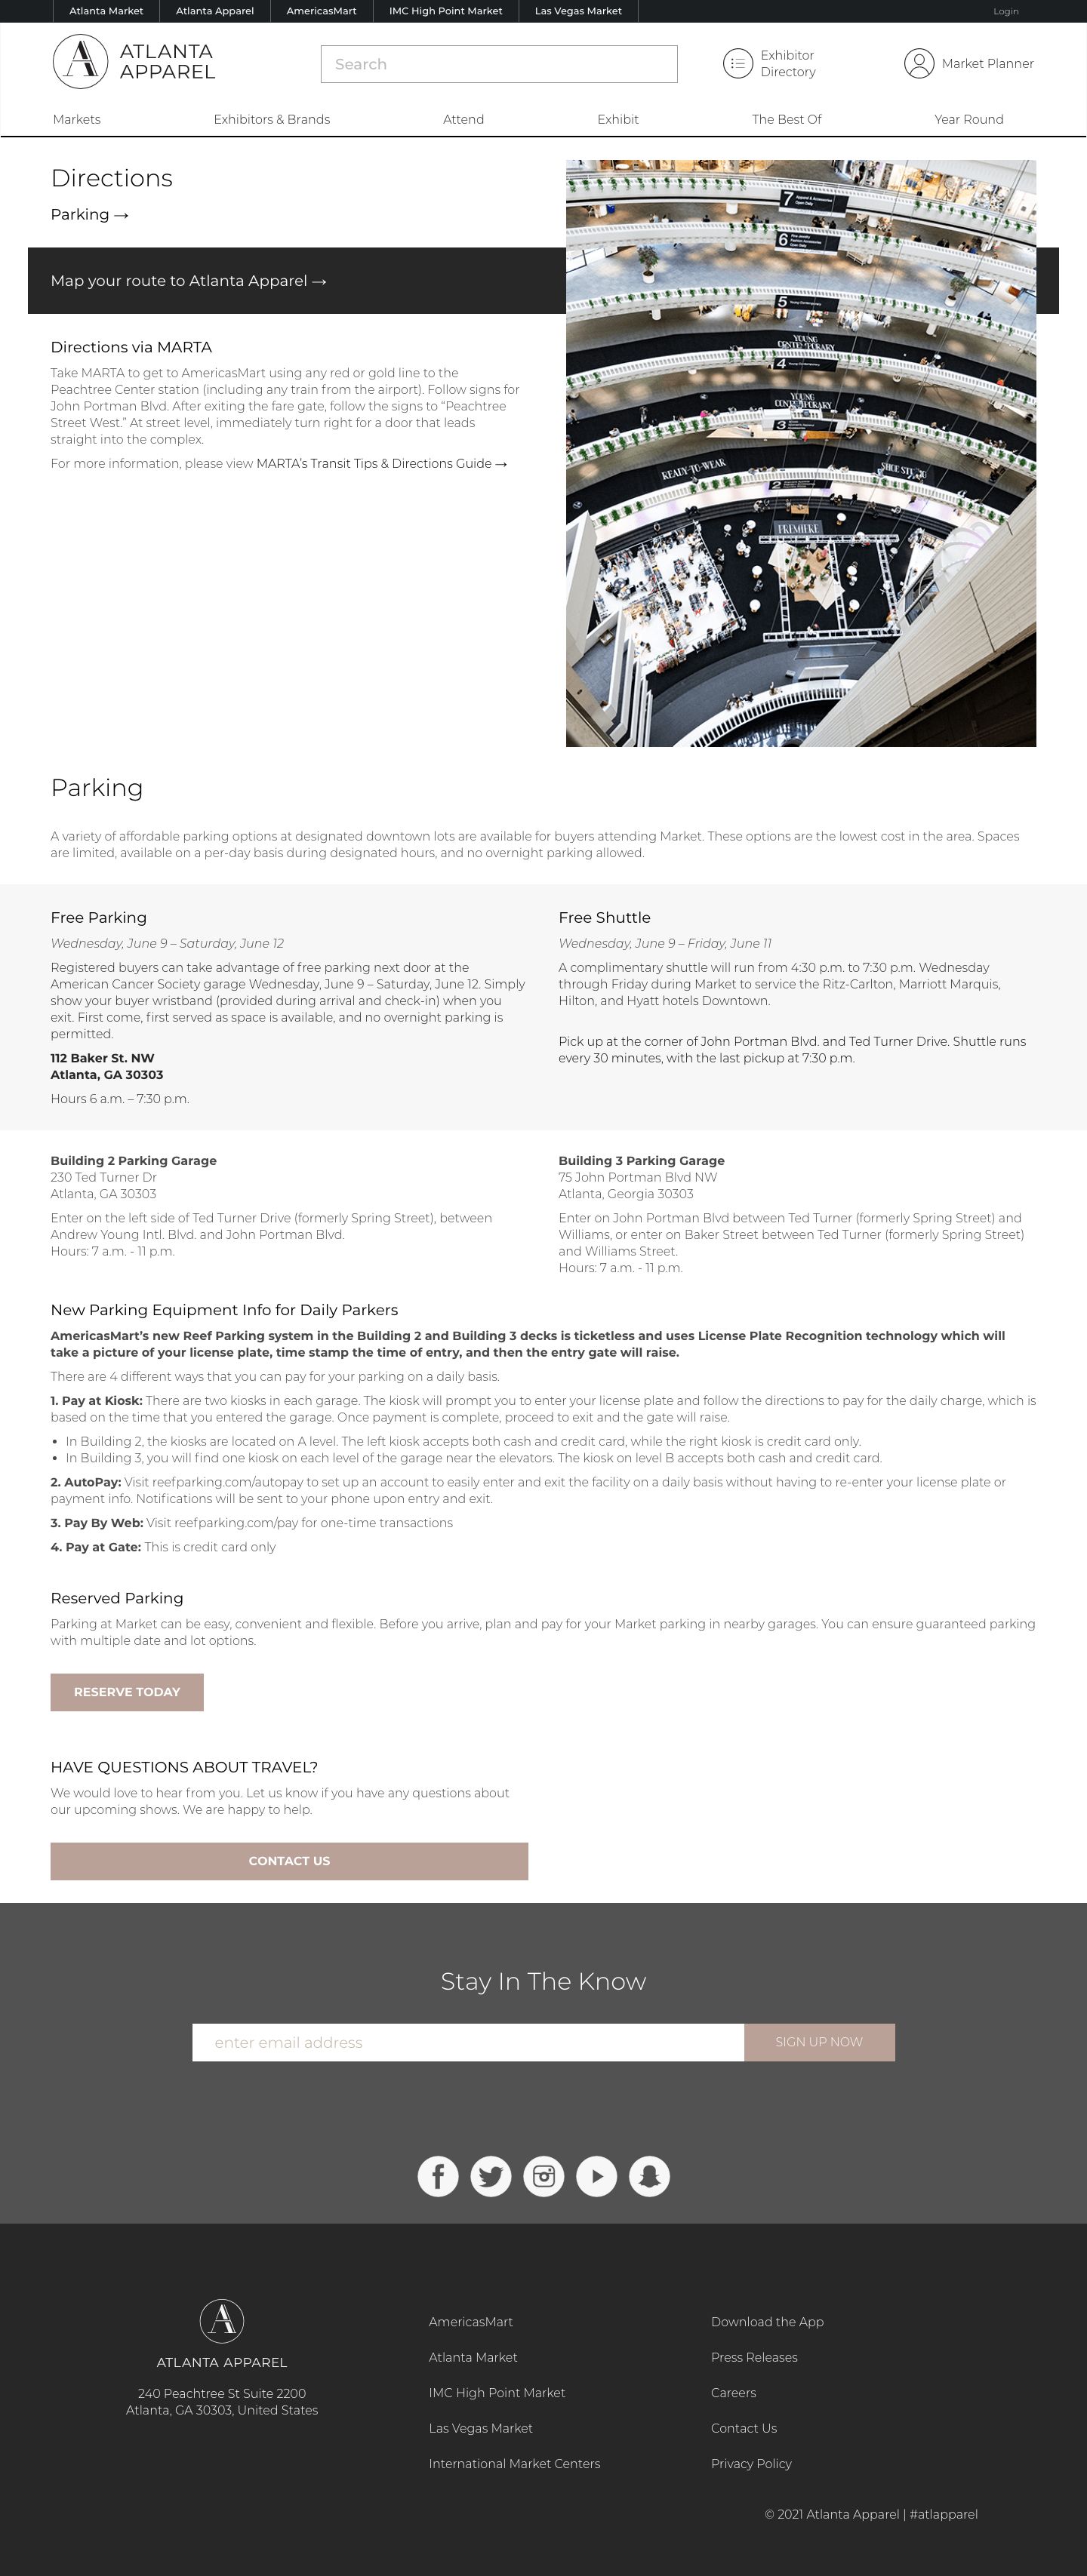 Atlanta Market
Atlanta Apparel
AmericasMart
IMC High Point Market
Las Vegas Market
Login
ATLANTA
APPAREL
Search
Exhibitor
Directory
Market Planner
Markets
Exhibitors & Brands
Attend
Exhibit
The Best Of
Year Round
Directions
Parking →
Map your route to Atlanta Apparel →
7
6
5
YOUNG
CONTEMPORARY
4
YOUNG
CONTEMPORARY
3
READY-TO-WEAR
SHOE STUDIO
2
PREMIERE
Directions via MARTA
Take MARTA to get to AmericasMart using any red or gold line to the
Peachtree Center station (including any train from the airport). Follow signs for
John Portman Blvd. After exiting the fare gate, follow the signs to “Peachtree
Street West.” At street level, immediately turn right for a door that leads
straight into the complex.
For more information, please view MARTA’s Transit Tips & Directions Guide →
Parking
A variety of affordable parking options at designated downtown lots are available for buyers attending Market. These options are the lowest cost in the area. Spaces
are limited, available on a per-day basis during designated hours, and no overnight parking allowed.
Free Parking
Wednesday, June 9 – Saturday, June 12
Registered buyers can take advantage of free parking next door at the
American Cancer Society garage Wednesday, June 9 – Saturday, June 12. Simply
show your buyer wristband (provided during arrival and check-in) when you
exit. First come, first served as space is available, and no overnight parking is
permitted.
112 Baker St. NW
Atlanta, GA 30303
Hours 6 a.m. – 7:30 p.m.
Free Shuttle
Wednesday, June 9 – Friday, June 11
A complimentary shuttle will run from 4:30 p.m. to 7:30 p.m. Wednesday
through Friday during Market to service the Ritz-Carlton, Marriott Marquis,
Hilton, and Hyatt hotels Downtown.
Pick up at the corner of John Portman Blvd. and Ted Turner Drive. Shuttle runs
every 30 minutes, with the last pickup at 7:30 p.m.
Building 2 Parking Garage
230 Ted Turner Dr
Atlanta, GA 30303
Enter on the left side of Ted Turner Drive (formerly Spring Street), between
Andrew Young Intl. Blvd. and John Portman Blvd.
Hours: 7 a.m. - 11 p.m.
Building 3 Parking Garage
75 John Portman Blvd NW
Atlanta, Georgia 30303
Enter on John Portman Blvd between Ted Turner (formerly Spring Street) and
Williams, or enter on Baker Street between Ted Turner (formerly Spring Street)
and Williams Street.
Hours: 7 a.m. - 11 p.m.
New Parking Equipment Info for Daily Parkers
AmericasMart’s new Reef Parking system in the Building 2 and Building 3 decks is ticketless and uses License Plate Recognition technology which will
take a picture of your license plate, time stamp the time of entry, and then the entry gate will raise.
There are 4 different ways that you can pay for your parking on a daily basis.
1. Pay at Kiosk: There are two kiosks in each garage. The kiosk will prompt you to enter your license plate and follow the directions to pay for the daily charge, which is
based on the time that you entered the garage. Once payment is complete, proceed to exit and the gate will raise.
• In Building 2, the kiosks are located on A level. The left kiosk accepts both cash and credit card, while the right kiosk is credit card only.
• In Building 3, you will find one kiosk on each level of the garage near the elevators. The kiosk on level B accepts both cash and credit card.
2. AutoPay: Visit reefparking.com/autopay to set up an account to easily enter and exit the facility on a daily basis without having to re-enter your license plate or
payment info. Notifications will be sent to your phone upon entry and exit.
3. Pay By Web: Visit reefparking.com/pay for one-time transactions
4. Pay at Gate: This is credit card only
Reserved Parking
Parking at Market can be easy, convenient and flexible. Before you arrive, plan and pay for your Market parking in nearby garages. You can ensure guaranteed parking
with multiple date and lot options.
RESERVE TODAY
HAVE QUESTIONS ABOUT TRAVEL?
We would love to hear from you. Let us know if you have any questions about
our upcoming shows. We are happy to help.
CONTACT US
Stay In The Know
enter email address
SIGN UP NOW
ATLANTA APPAREL
240 Peachtree St Suite 2200
Atlanta, GA 30303, United States
AmericasMart
Atlanta Market
IMC High Point Market
Las Vegas Market
International Market Centers
Download the App
Press Releases
Careers
Contact Us
Privacy Policy
© 2021 Atlanta Apparel | #atlapparel